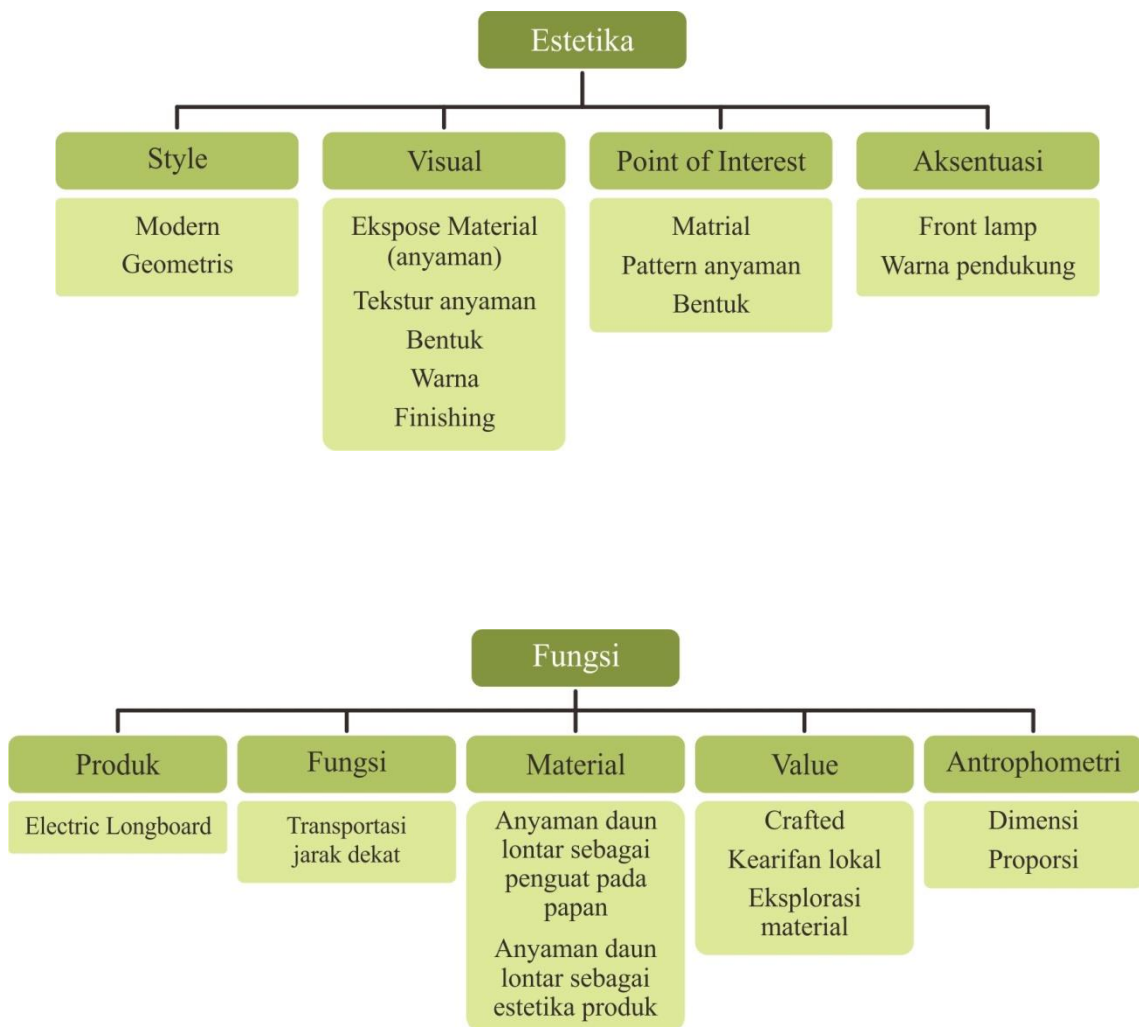 Estetika
Style
Modern
Geometris
Visual
Ekspose Material
(anyaman)
Tekstur anyaman
Bentuk
Warna
Finishing
Point of Interest
Matrial
Pattern anyaman
Bentuk
Aksentuasi
Front lamp
Warna pendukung
Fungsi
Produk
Electric Longboard
Fungsi
Transportasi
jarak dekat
Material
Anyaman daun
lontar sebagai
penguat pada
papan
Anyaman daun
lontar sebagai
estetika produk
Value
Crafted
Kearifan lokal
Eksplorasi
material
Antrophometri
Dimensi
Proporsi